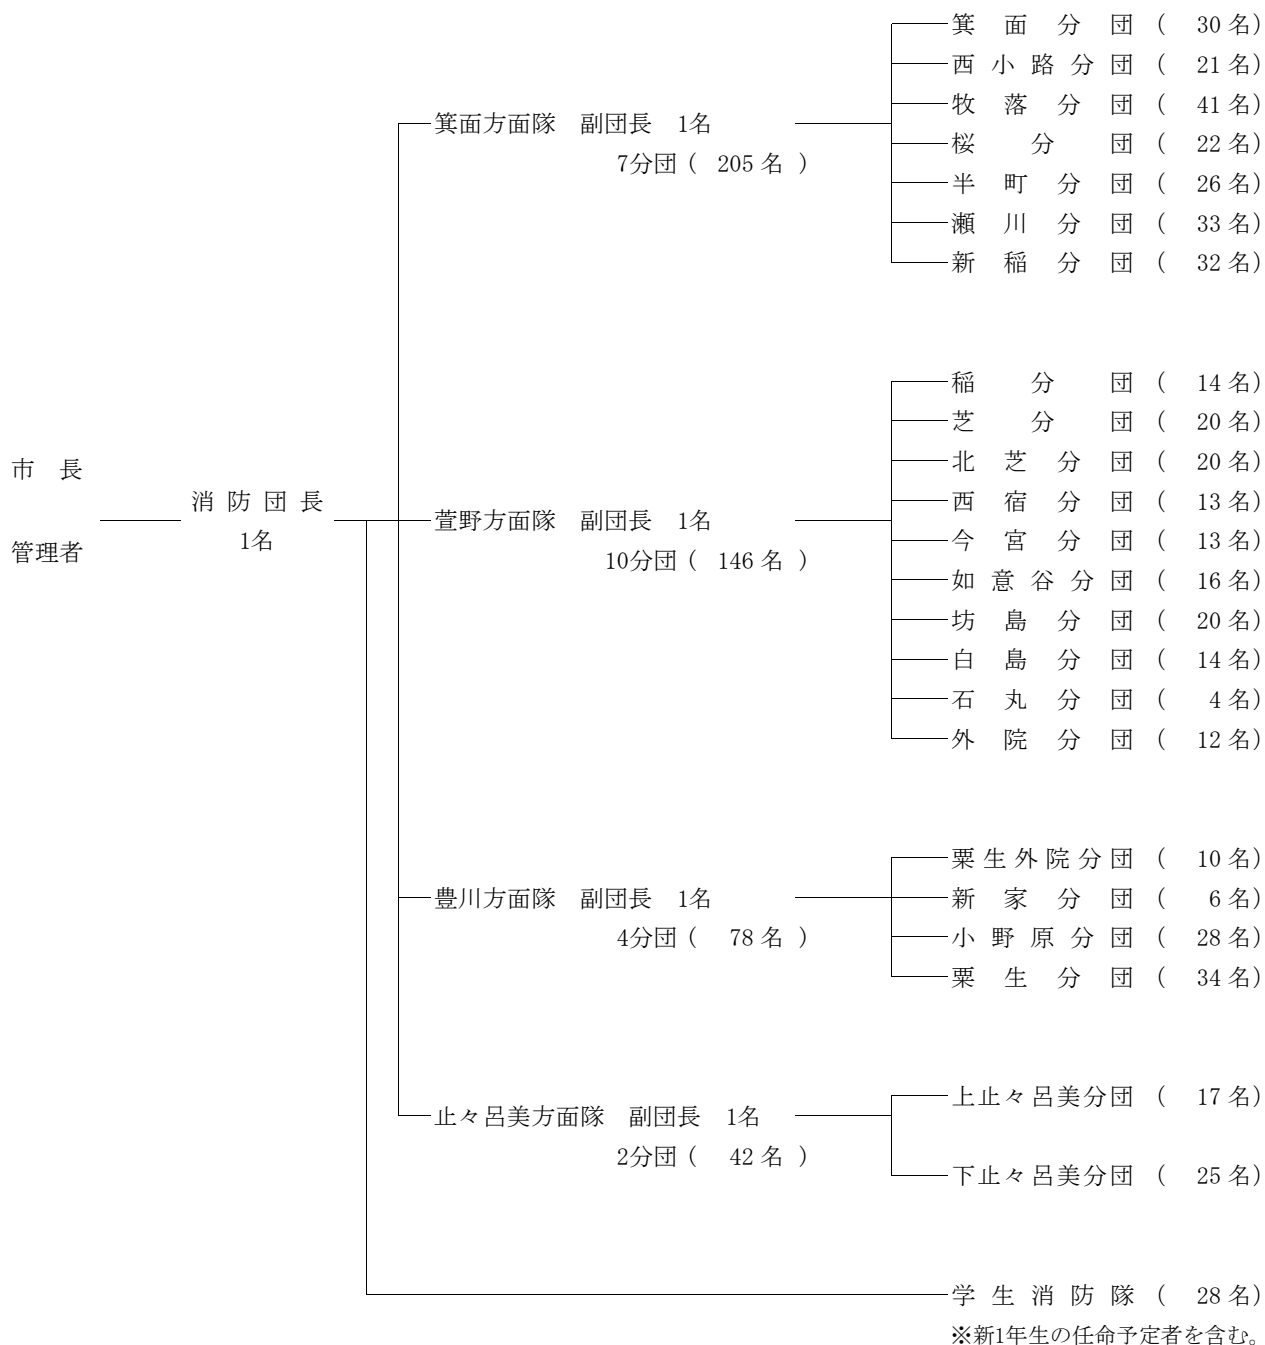 市 長
管理者
消 防 団 長
1名
箕面方面隊 副団長 1名
7分団 ( 205 名 )
箕 面 分 団 ( 30 名)
西 小 路 分 団 ( 21 名)
牧 落 分 団 ( 41 名)
桜 分 団 ( 22 名)
半 町 分 団 ( 26 名)
瀬 川 分 団 ( 33 名)
新 稲 分 団 ( 32 名)
萱野方面隊 副団長 1名
10分団 ( 146 名 )
稲 分 団 ( 14 名)
芝 分 団 ( 20 名)
北 芝 分 団 ( 20 名)
西 宿 分 団 ( 13 名)
今 宮 分 団 ( 13 名)
如 意 谷 分 団 ( 16 名)
坊 島 分 団 ( 20 名)
白 島 分 団 ( 14 名)
石 丸 分 団 ( 4 名)
外 院 分 団 ( 12 名)
豊川方面隊 副団長 1名
4分団 ( 78 名 )
粟 生 外 院 分 団 ( 10 名)
新 家 分 団 ( 6 名)
小 野 原 分 団 ( 28 名)
粟 生 分 団 ( 34 名)
止々呂美方面隊 副団長 1名
2分団 ( 42 名 )
上止々呂美分団 ( 17 名)
下止々呂美分団 ( 25 名)
学 生 消 防 隊 ( 28 名)
※新1年生の任命予定者を含む。